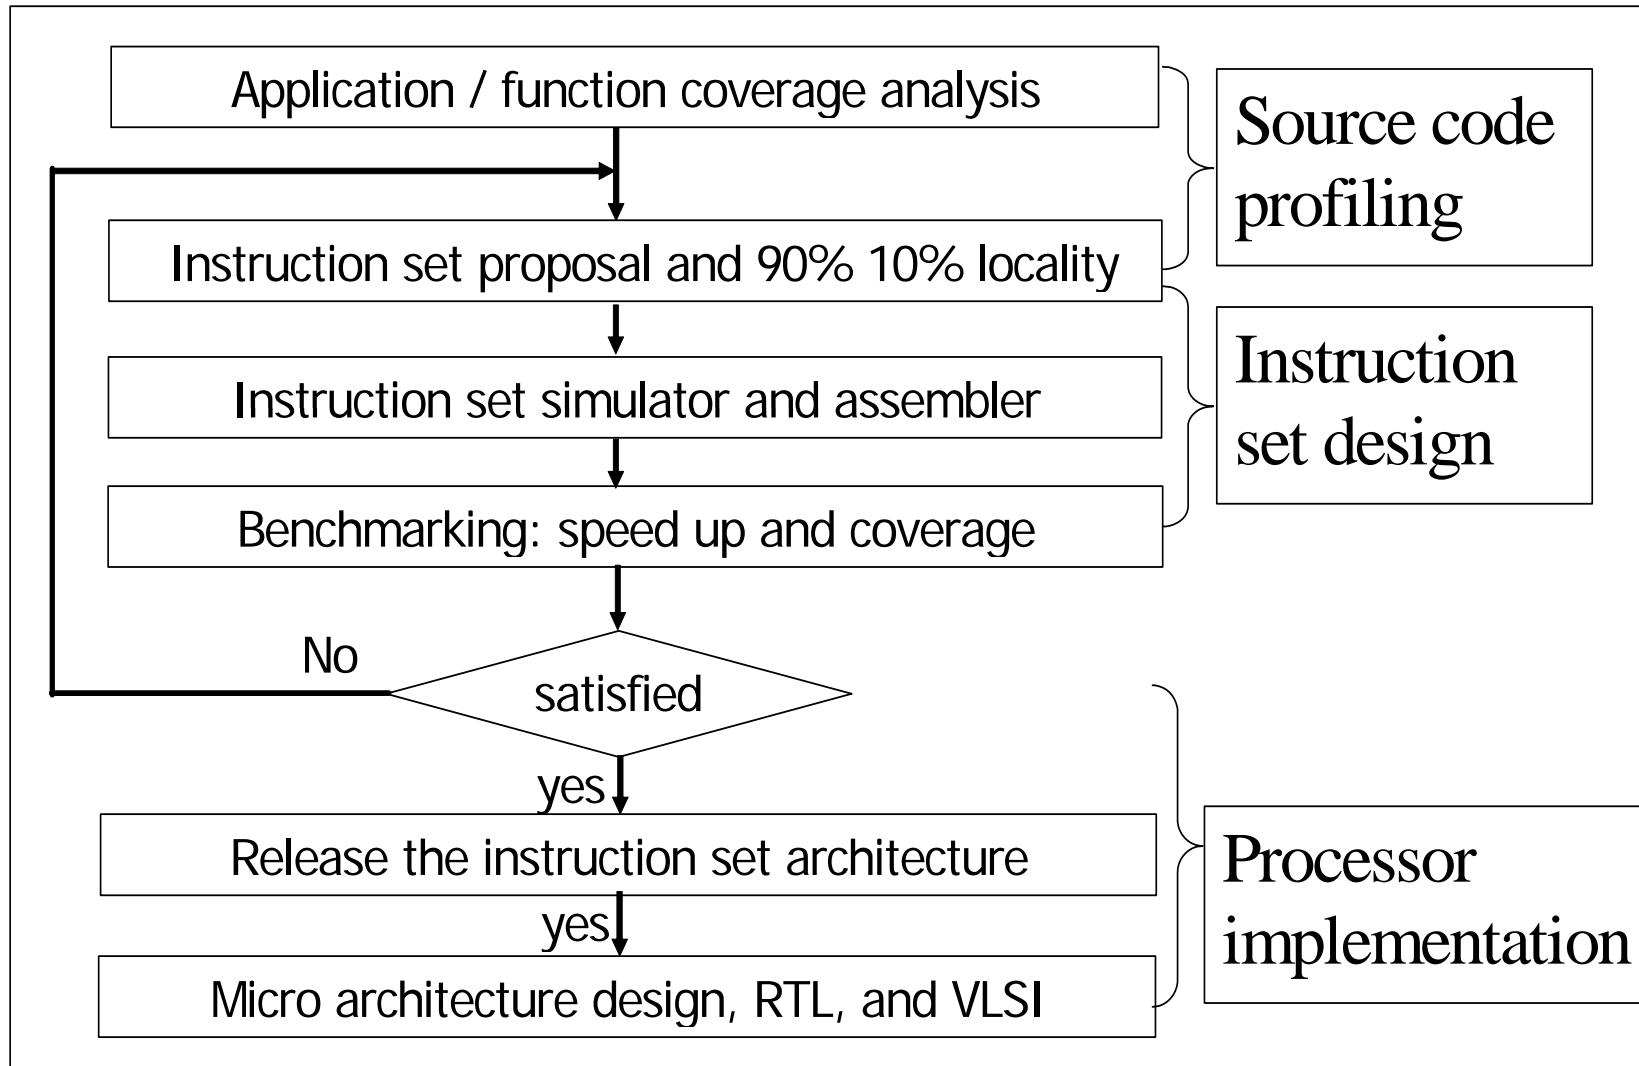 Application / function coverage analysis
Source code
profiling
Instruction set proposal and 90% 10% locality
Instruction
set design
Instruction set simulator and assembler
Benchmarking: speed up and coverage
No
satisfied
yes
Release the instruction set architecture
Processor
implementation
yes
Micro architecture design, RTL, and VLSI